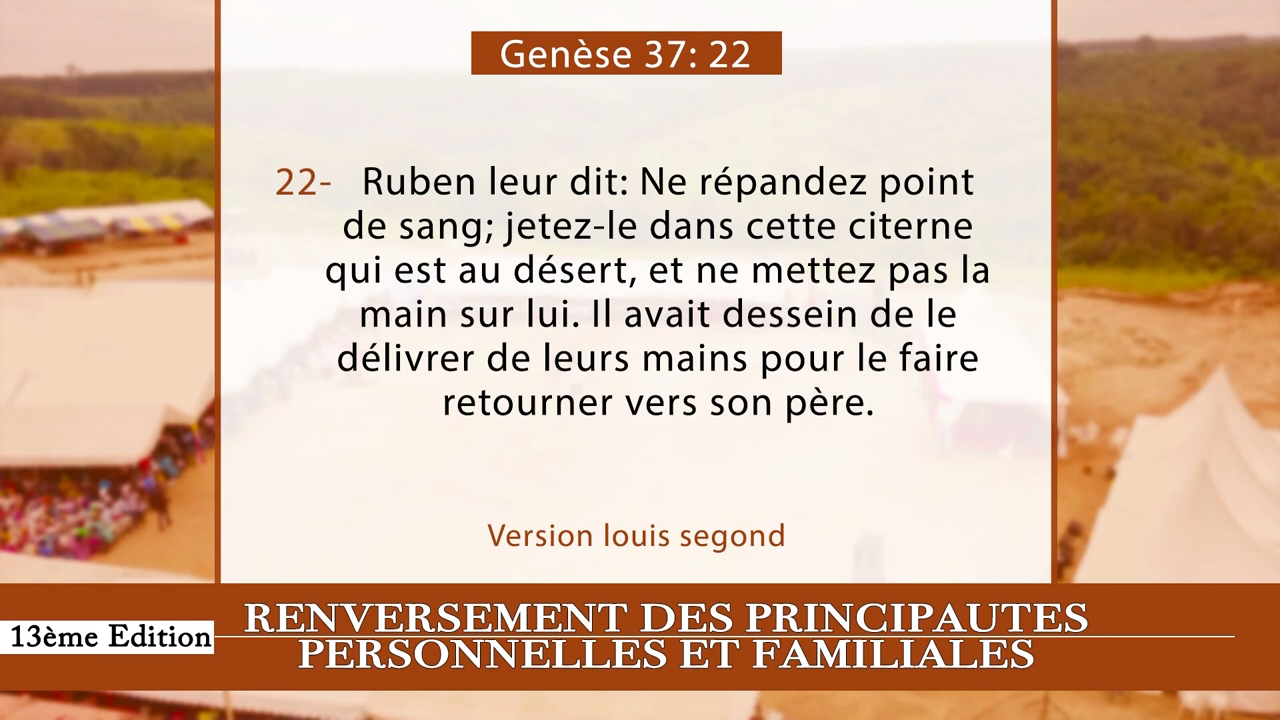 Genèse 37: 22
22- Ruben leur dit: Ne répandez point
de sang; jetez-le dans cette citerne
qui est au désert, et ne mettez pas la
main sur lui. Il avait dessein de le
délivrer de leurs mains pour le faire
retourner vers son père.
Version louis segond
13ème Edition
RENVERSEMENT DES PRINCIPAUTES
PERSONNELLES ET FAMILIALES